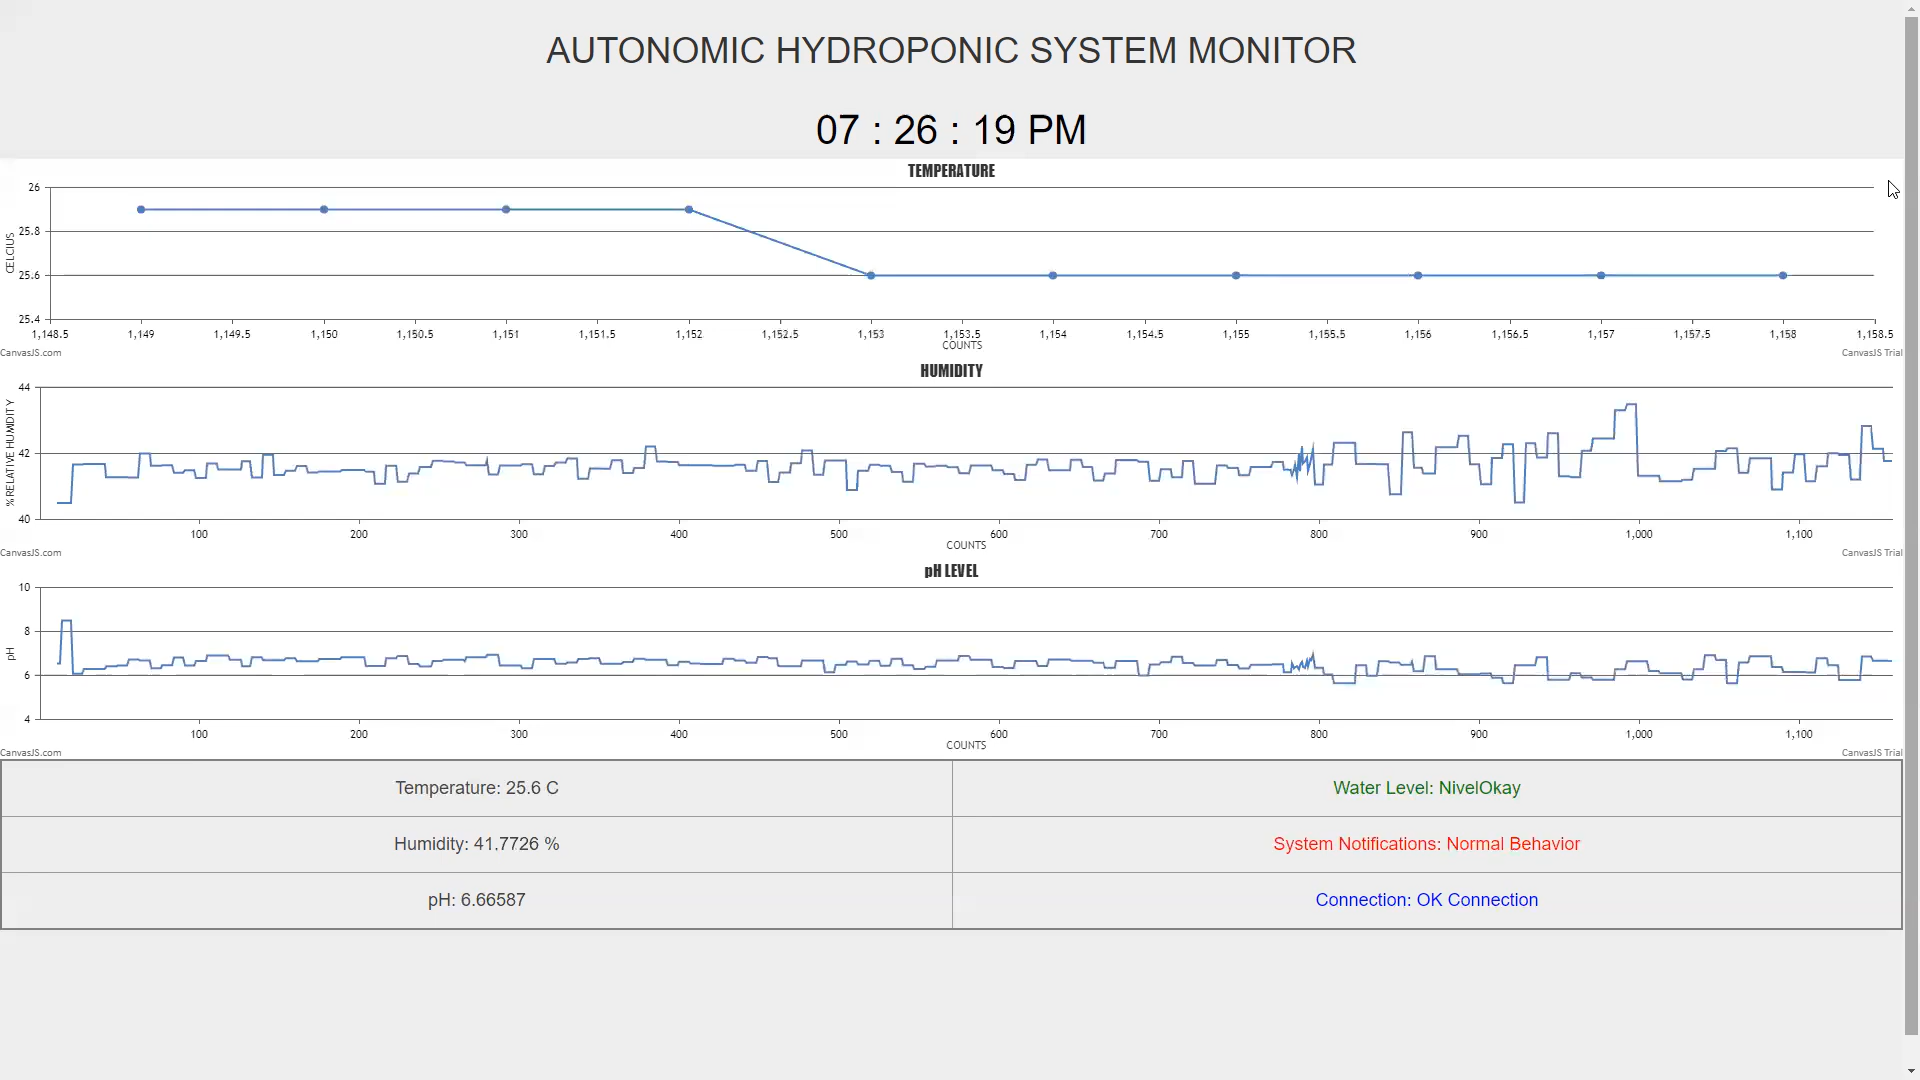 AUTONOMIC HYDROPONIC SYSTEM MONITOR
07 : 26 : 19 PM
TEMPERATURE
26
25.8
25.6
25.4
CELCIUS
1,148.5 1,149 1,149.5 1,150 1,150.5 1,151 1,151.5 1,152 1,152.5 1,153 1,153.5 1,154 1,154.5 1,155 1,155.5 1,156 1,156.5 1,157 1,157.5 1,158 1,158.5
COUNTS
CanvasJS.com CanvasJS Trial
HUMIDITY
44
42
40
% RELATIVE HUMIDITY
100 200 300 400 500 600 700 800 900 1,000 1,100
COUNTS
CanvasJS.com CanvasJS Trial
pH LEVEL
10
8
6
4
pH
100 200 300 400 500 600 700 800 900 1,000 1,100
COUNTS
CanvasJS.com CanvasJS Trial
Temperature: 25.6 C Water Level: NivelOkay
Humidity: 41.7726 % System Notifications: Normal Behavior
pH: 6.66587 Connection: OK Connection